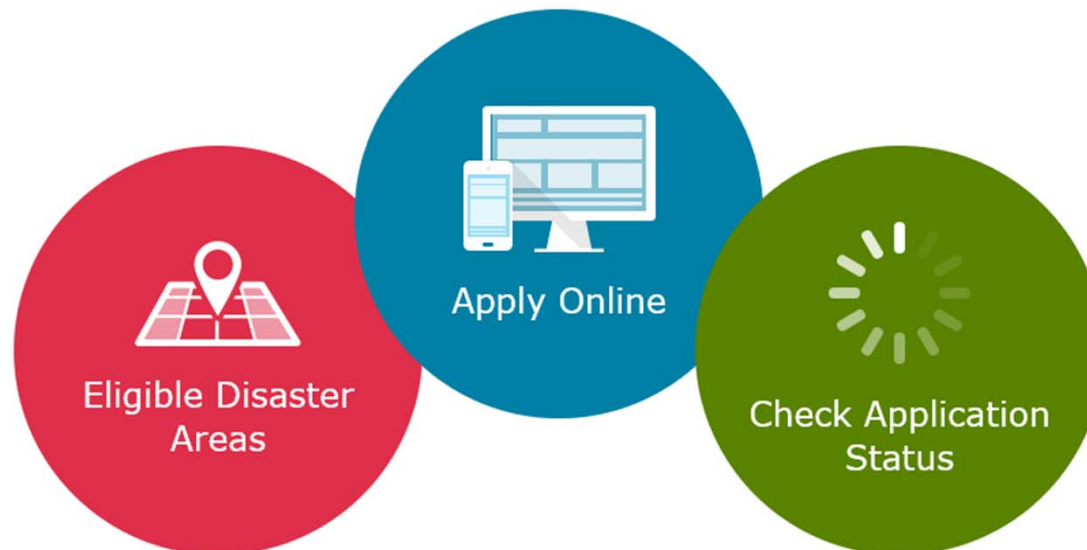 Eligible Disaster
Areas
Apply Online
Check Application
Status